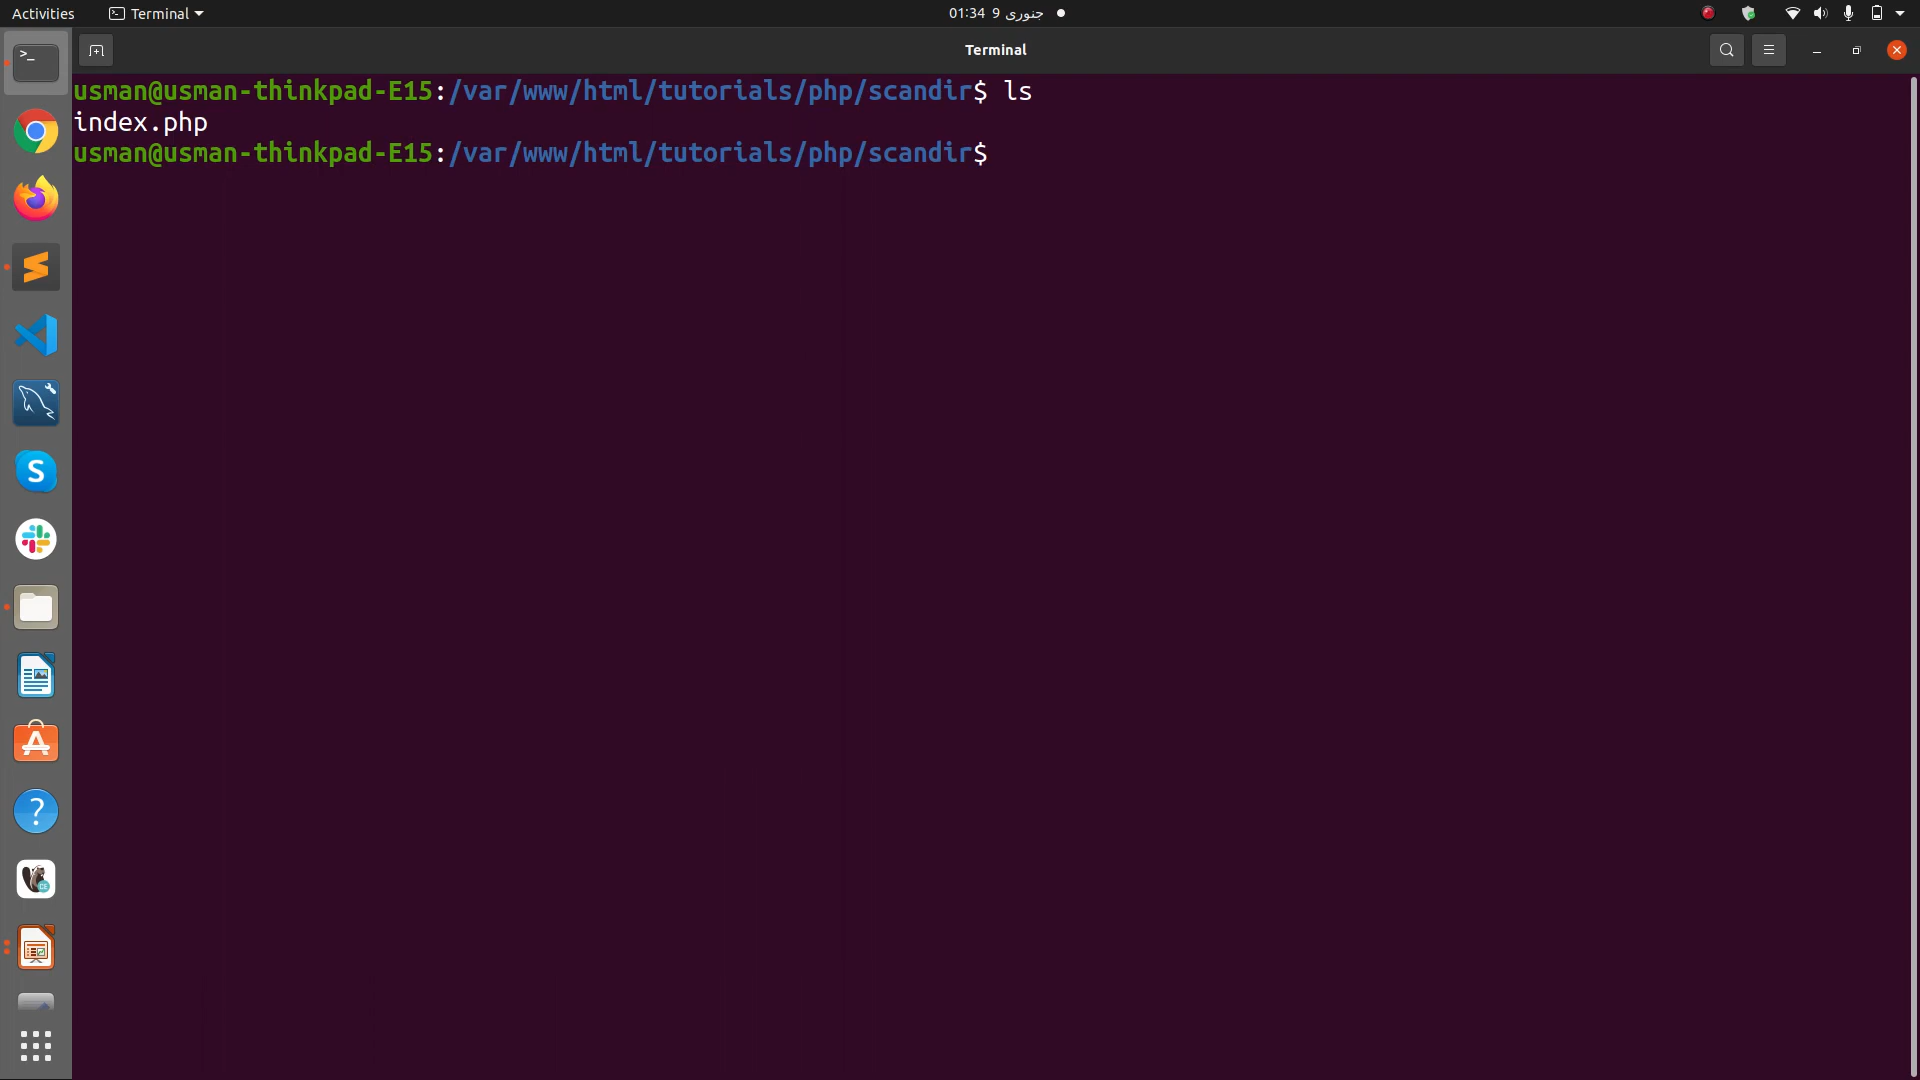 Activities
Terminal
01:34 9 جنوری
Terminal
usman@usman-thinkpad-E15:/var/www/html/tutorials/php/scandir$ ls
index.php
usman@usman-thinkpad-E15:/var/www/html/tutorials/php/scandir$